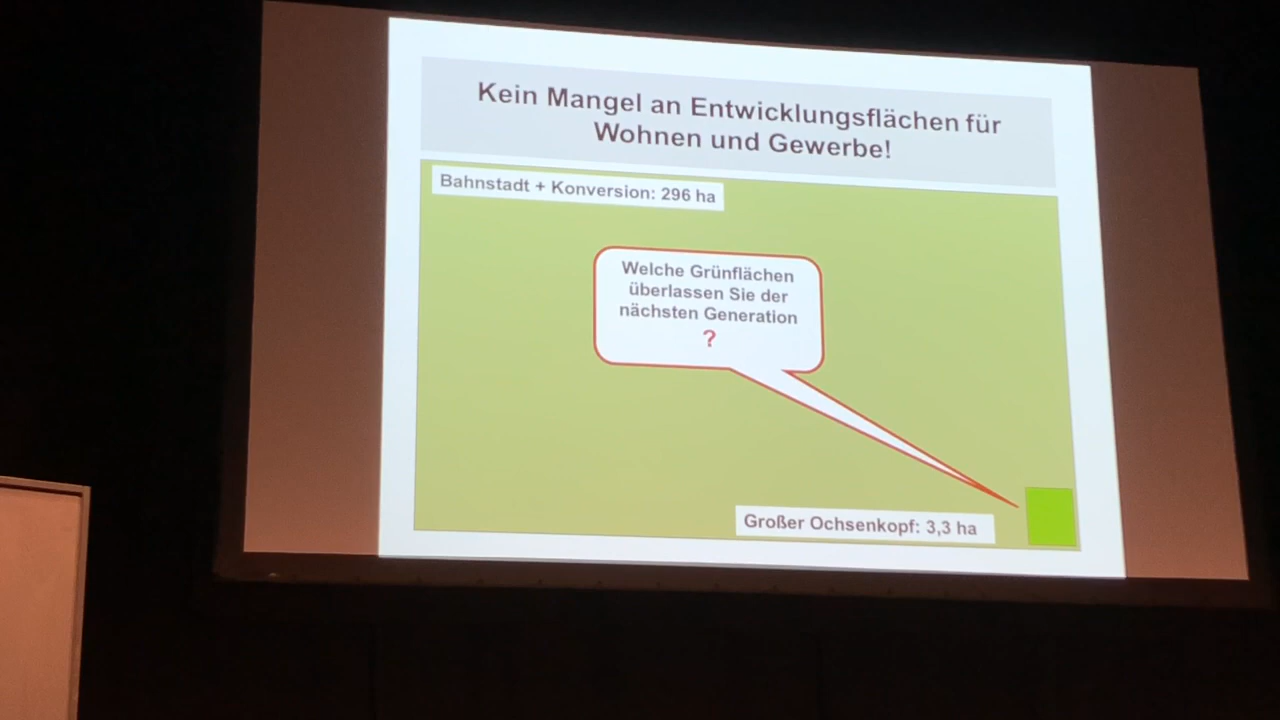 Kein Mangel an Entwicklungsflächen für
Wohnen und Gewerbe!
Bahnstadt + Konversion: 296 ha
Welche Grünflächen
überlassen Sie der
nächsten Generation
?
Großer Ochsenkopf: 3,3 ha